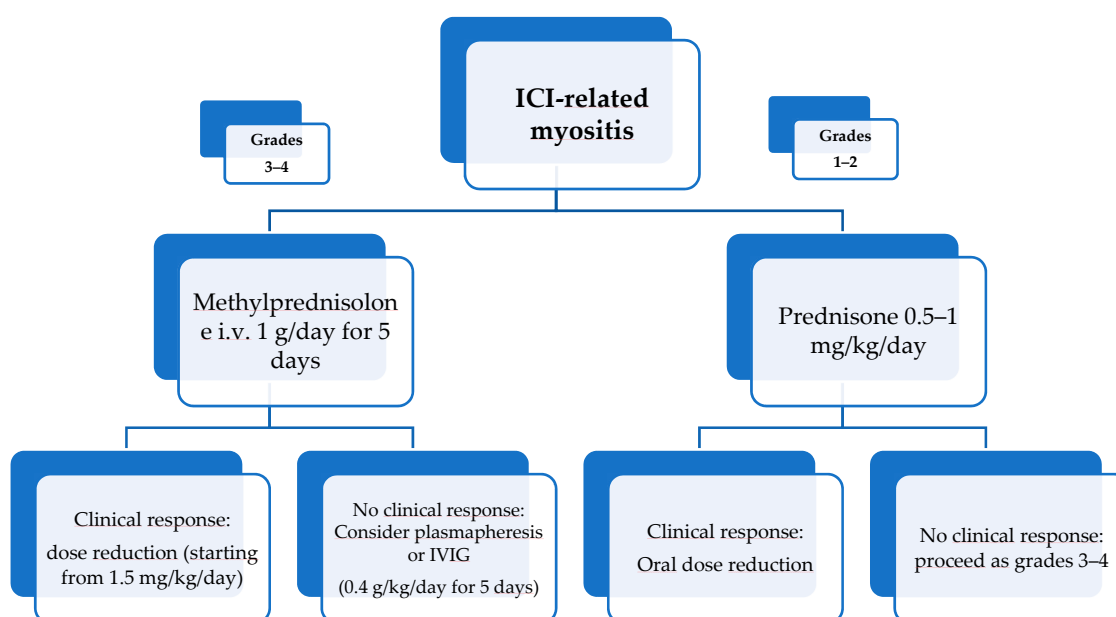 ICI-related
myositis
Grades
3–4
Grades
1–2
Methylprednisolon
e i.v. 1 g/day for 5
days
Prednisone 0.5–1
mg/kg/day
Clinical response:
dose reduction (starting
from 1.5 mg/kg/day)
No clinical response:
Consider plasmapheresis
or IVIG
(0.4 g/kg/day for 5 days)
Clinical response:
Oral dose reduction
No clinical response:
proceed as grades 3–4